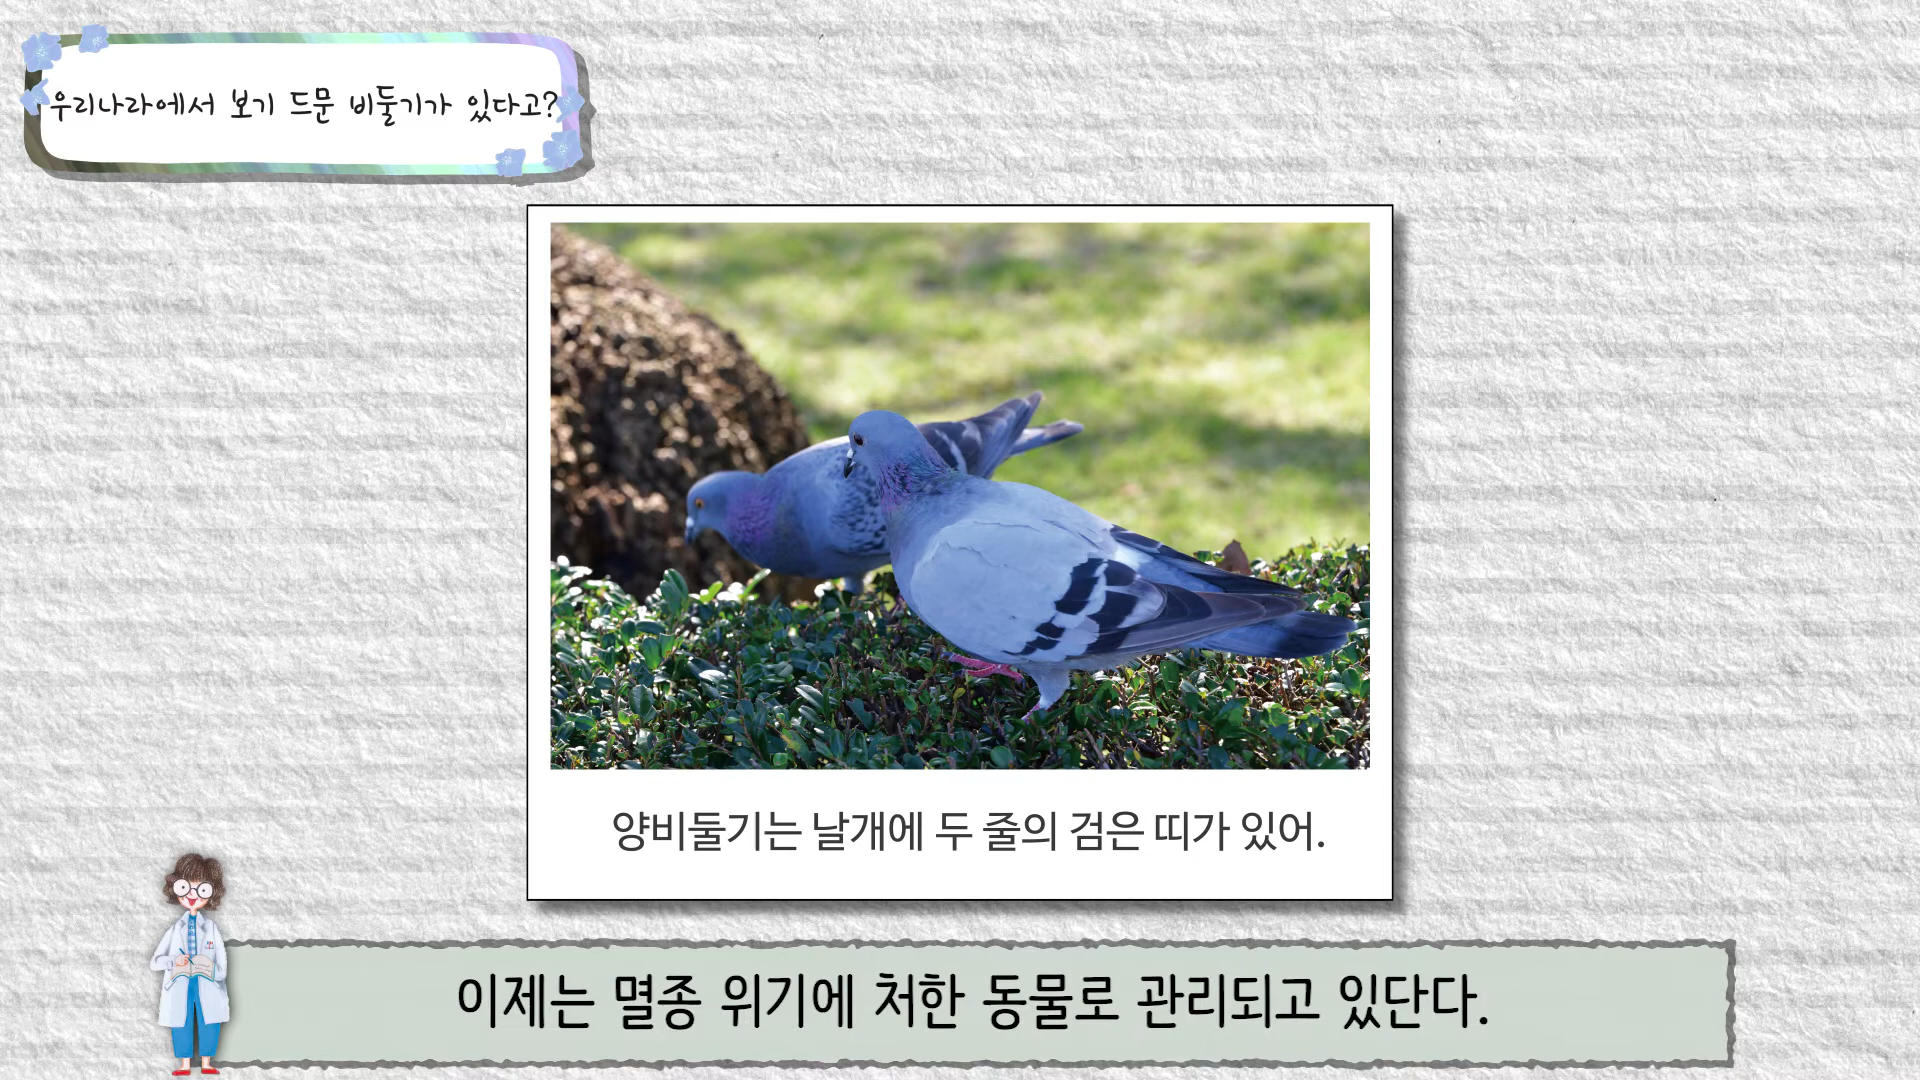 우리나라에서 보기 드문 비둘기가 있다고?
양비둘기는 날개에 두 줄의 검은 띠가 있어.
이제는 멸종 위기에 처한 동물로 관리되고 있단다.